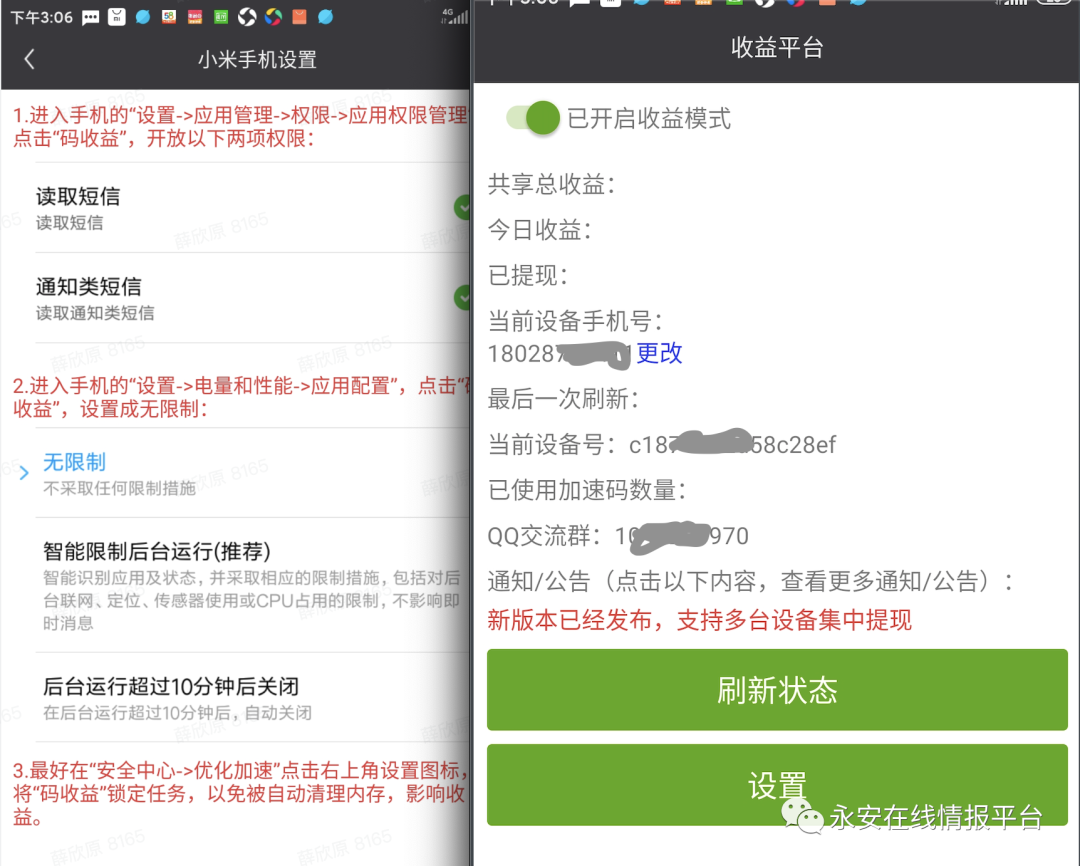 下午3:06
4G
小米手机设置
1.进入手机的“设置->应用管理->权限->应用权限管理”
点击“码收益”，开放以下两项权限：
读取短信
读取短信
通知类短信
读取通知类短信
2.进入手机的“设置->电量和性能->应用配置”，点击“码
收益”，设置成无限制：
无限制
不采取任何限制措施
智能限制后台运行(推荐)
智能识别应用及状态，并采取相应的限制措施，包括对后
台联网、定位、传感器使用或CPU占用的限制，不影响即
时消息
后台运行超过10分钟后关闭
在后台运行超过10分钟后，自动关闭
3.最好在“安全中心->优化加速”点击右上角设置图标，
将“码收益”锁定任务，以免被自动清理内存，影响收
益。
薛欣原 8165
收益平台
已开启收益模式
共享总收益：
今日收益：
已提现：
当前设备手机号：
18028 1更改
最后一次刷新：
当前设备号：c187 58c28ef
已使用加速码数量：
QQ交流群：10 970
通知/公告（点击以下内容，查看更多通知/公告）：
新版本已经发布，支持多台设备集中提现
刷新状态
设置
永安在线情报平台